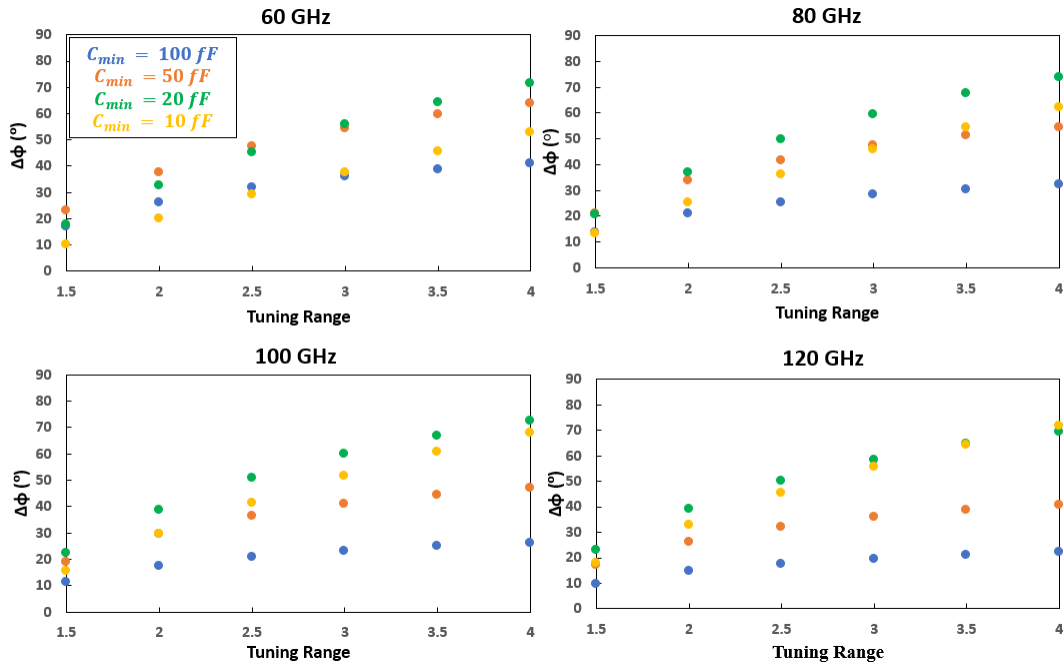 60 GHz
90
80
70
60
50
40
30
20
10
0
Δϕ (º)
C_min = 100 fF
C_min = 50 fF
C_min = 20 fF
C_min = 10 fF
1.5 2 2.5 3 3.5 4
Tuning Range
80 GHz
90
80
70
60
50
40
30
20
10
0
Δϕ (º)
1.5 2 2.5 3 3.5 4
Tuning Range
100 GHz
90
80
70
60
50
40
30
20
10
0
Δϕ (º)
1.5 2 2.5 3 3.5 4
Tuning Range
120 GHz
90
80
70
60
50
40
30
20
10
0
Δϕ (º)
1.5 2 2.5 3 3.5 4
Tuning Range